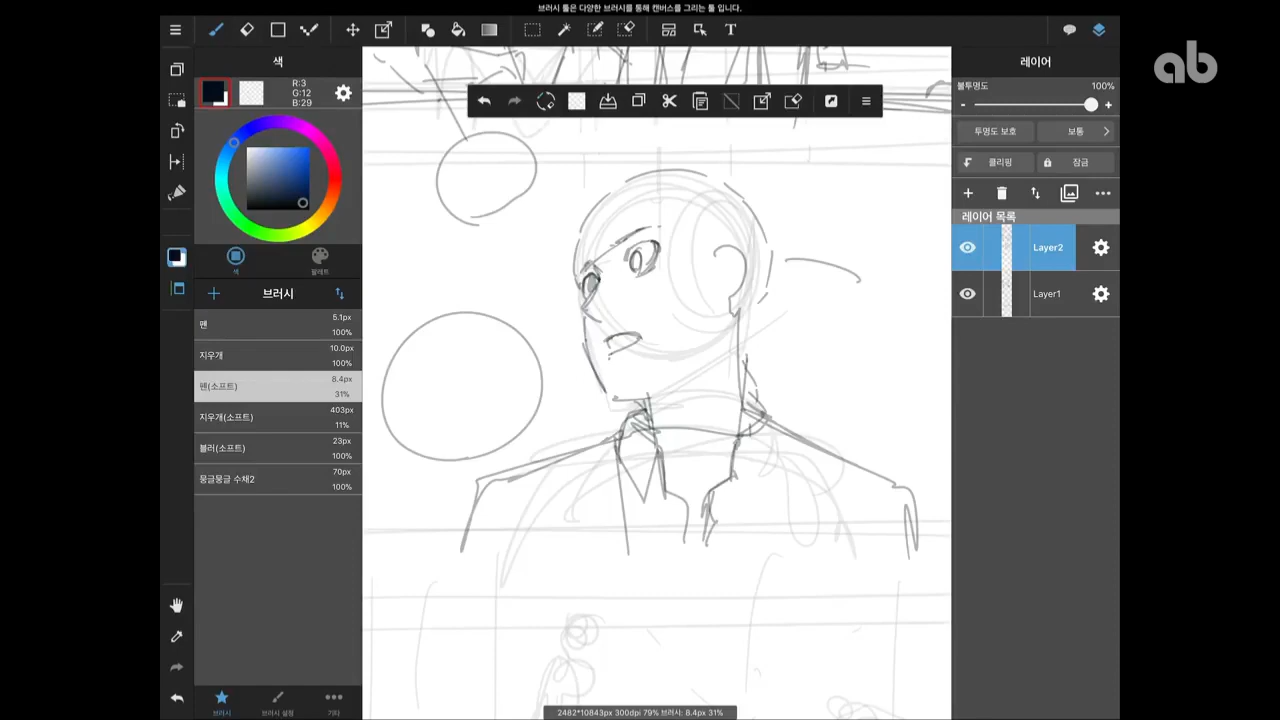 브러시 툴은 다양한 브러시를 통해 캔버스를 그리는 툴 입니다.
T
ab
색
R:3
G:12
B:29
색
팔레트
브러시
펜
5.1px
100%
지우개
10.0px
100%
펜(소프트)
8.4px
31%
지우개(소프트)
403px
11%
블러(소프트)
23px
100%
몽글몽글 수채2
70px
100%
브러시
브러시 설정
기타
레이어
불투명도
100%
투명도 보호
보통
클리핑
잠금
레이어 목록
Layer2
Layer1
2482*10843px 300dpi 79% 브러시: 8.4px 31%